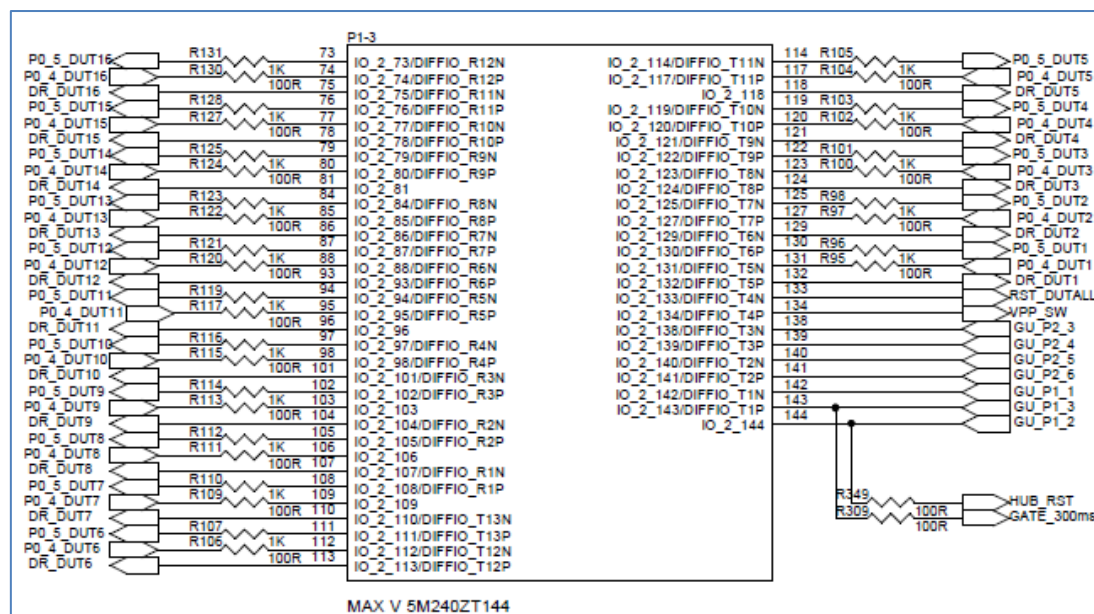 P1-3
P0_5_DUT16 R131 73 IO_2_73/DIFFIO_R12N IO_2_114/DIFFIO_T11N 114 R105 P0_5_DUT5
P0_4_DUT16 R130 1K 74 IO_2_74/DIFFIO_R12P IO_2_117/DIFFIO_T11P 117 R104 1K P0_4_DUT5
DR_DUT16 100R 75 IO_2_75/DIFFIO_R11N IO_2_118 118 100R DR_DUT5
P0_5_DUT15 R128 76 IO_2_76/DIFFIO_R11P IO_2_119/DIFFIO_T10N 119 R103 P0_5_DUT4
P0_4_DUT15 R127 1K 77 IO_2_77/DIFFIO_R10N IO_2_120/DIFFIO_T10P 120 R102 1K P0_4_DUT4
DR_DUT15 100R 78 IO_2_78/DIFFIO_R10P IO_2_121/DIFFIO_T9N 121 100R DR_DUT4
P0_5_DUT14 R125 79 IO_2_79/DIFFIO_R9N IO_2_122/DIFFIO_T9P 122 R101 P0_5_DUT3
P0_4_DUT14 R124 1K 80 IO_2_80/DIFFIO_R9P IO_2_123/DIFFIO_T8N 123 R100 1K P0_4_DUT3
DR_DUT14 100R 81 IO_2_81 IO_2_124/DIFFIO_T8P 124 100R DR_DUT3
P0_5_DUT13 R123 84 IO_2_84/DIFFIO_R8N IO_2_125/DIFFIO_T7N 125 R98 P0_5_DUT2
P0_4_DUT13 R122 1K 85 IO_2_85/DIFFIO_R8P IO_2_127/DIFFIO_T7P 127 R97 1K P0_4_DUT2
DR_DUT13 100R 86 IO_2_86/DIFFIO_R7N IO_2_129/DIFFIO_T6N 129 100R DR_DUT2
P0_5_DUT12 R121 87 IO_2_87/DIFFIO_R7P IO_2_130/DIFFIO_T6P 130 R96 P0_5_DUT1
P0_4_DUT12 R120 1K 88 IO_2_88/DIFFIO_R6N IO_2_131/DIFFIO_T5N 131 R95 1K P0_4_DUT1
DR_DUT12 100R 93 IO_2_93/DIFFIO_R6P IO_2_132/DIFFIO_T5P 132 100R DR_DUT1
P0_5_DUT11 R119 94 IO_2_94/DIFFIO_R5N IO_2_133/DIFFIO_T4N 133 RST_DUTALL
P0_4_DUT11 R117 1K 95 IO_2_95/DIFFIO_R5P IO_2_134/DIFFIO_T4P 134 VPP_SW
DR_DUT11 100R 96 IO_2_96 IO_2_138/DIFFIO_T3N 138 GU_P2_3
P0_5_DUT10 R116 97 IO_2_97/DIFFIO_R4N IO_2_139/DIFFIO_T3P 139 GU_P2_4
P0_4_DUT10 R115 1K 98 IO_2_98/DIFFIO_R4P IO_2_140/DIFFIO_T2N 140 GU_P2_5
DR_DUT10 100R 101 IO_2_101/DIFFIO_R3N IO_2_141/DIFFIO_T2P 141 GU_P2_6
P0_5_DUT9 R114 102 IO_2_102/DIFFIO_R3P IO_2_142/DIFFIO_T1N 142 GU_P1_1
P0_4_DUT9 R113 1K 103 IO_2_103 IO_2_143/DIFFIO_T1P 143 GU_P1_3
DR_DUT9 100R 104 IO_2_104/DIFFIO_R2N IO_2_144 144 GU_P1_2
P0_5_DUT8 R112 105 IO_2_105/DIFFIO_R2P
P0_4_DUT8 R111 1K 106 IO_2_106
DR_DUT8 100R 107 IO_2_107/DIFFIO_R1N
P0_5_DUT7 R110 108 IO_2_108/DIFFIO_R1P
P0_4_DUT7 R109 1K 109 IO_2_109 R349 100R HUB_RST
DR_DUT7 100R 110 IO_2_110/DIFFIO_T13N R309 100R GATE_300ms
P0_5_DUT6 R107 111 IO_2_111/DIFFIO_T13P
P0_4_DUT6 R106 1K 112 IO_2_112/DIFFIO_T12N
DR_DUT6 100R 113 IO_2_113/DIFFIO_T12P
MAX V 5M240ZT144